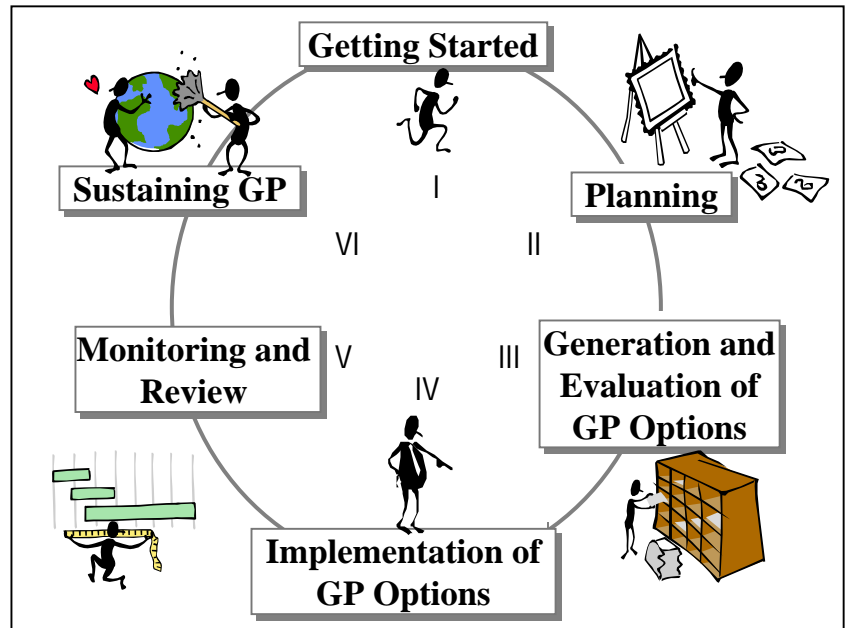 Getting Started
I
Planning
II
Generation and
Evaluation of
GP Options
III
Implementation of
GP Options
IV
Monitoring and
Review
V
Sustaining GP
VI